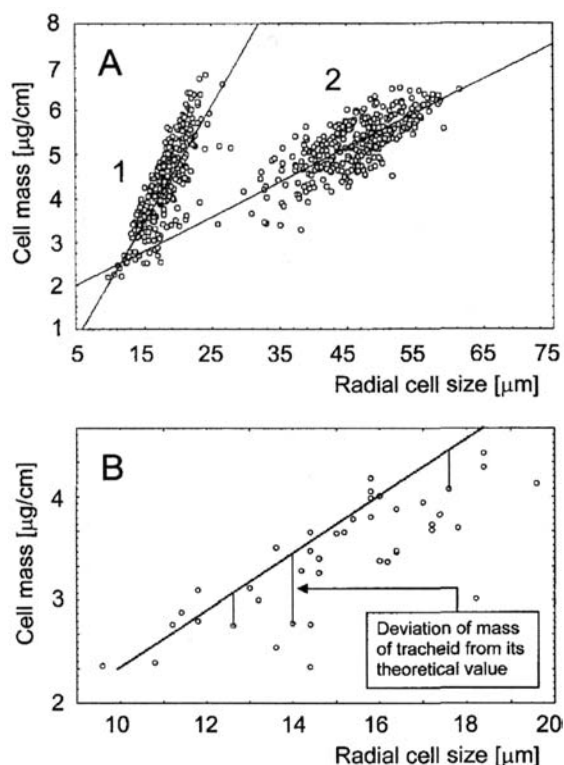 A
Cell mass [µg/cm]
8
7
6
5
4
3
2
1
1
2
5 15 25 35 45 55 65 75
Radial cell size [µm]
B
Cell mass [µg/cm]
4
3
2
Deviation of mass
of tracheid from its
theoretical value
10 12 14 16 18 20
Radial cell size [µm]